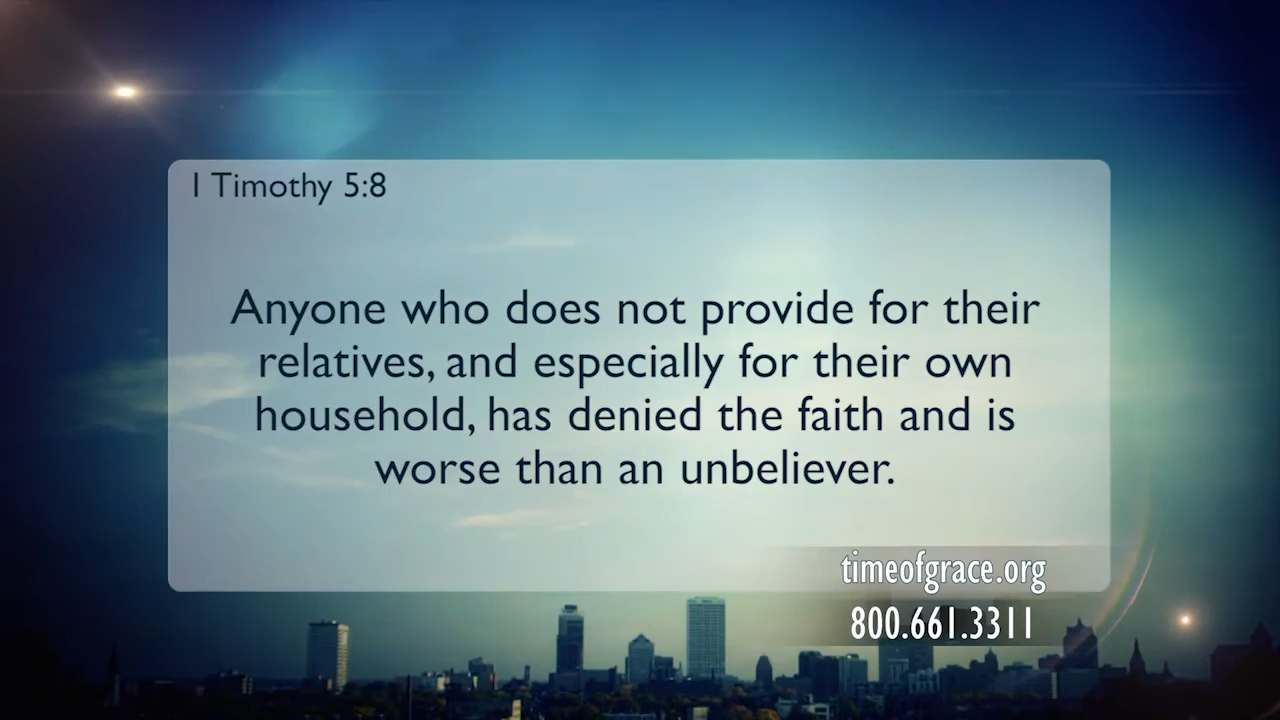 1 Timothy 5:8
Anyone who does not provide for their
relatives, and especially for their own
household, has denied the faith and is
worse than an unbeliever.
timeofgrace.org
800.661.3311